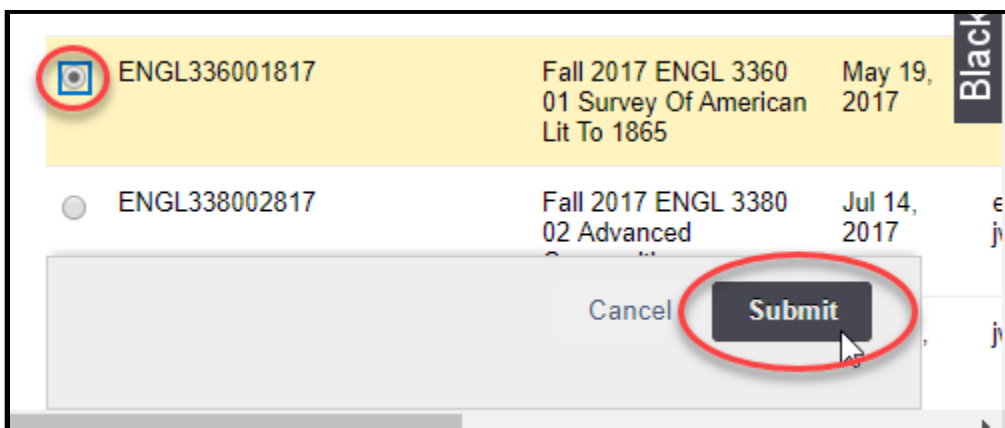 ENGL336001817
Fall 2017 ENGL 3360
01 Survey Of American
Lit To 1865
May 19,
2017
Black
ENGL338002817
Fall 2017 ENGL 3380
02 Advanced
Jul 14,
2017
Cancel
Submit